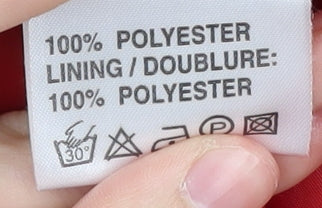 100% POLYESTER
LINING / DOUBLURE:
100% POLYESTER
30° P